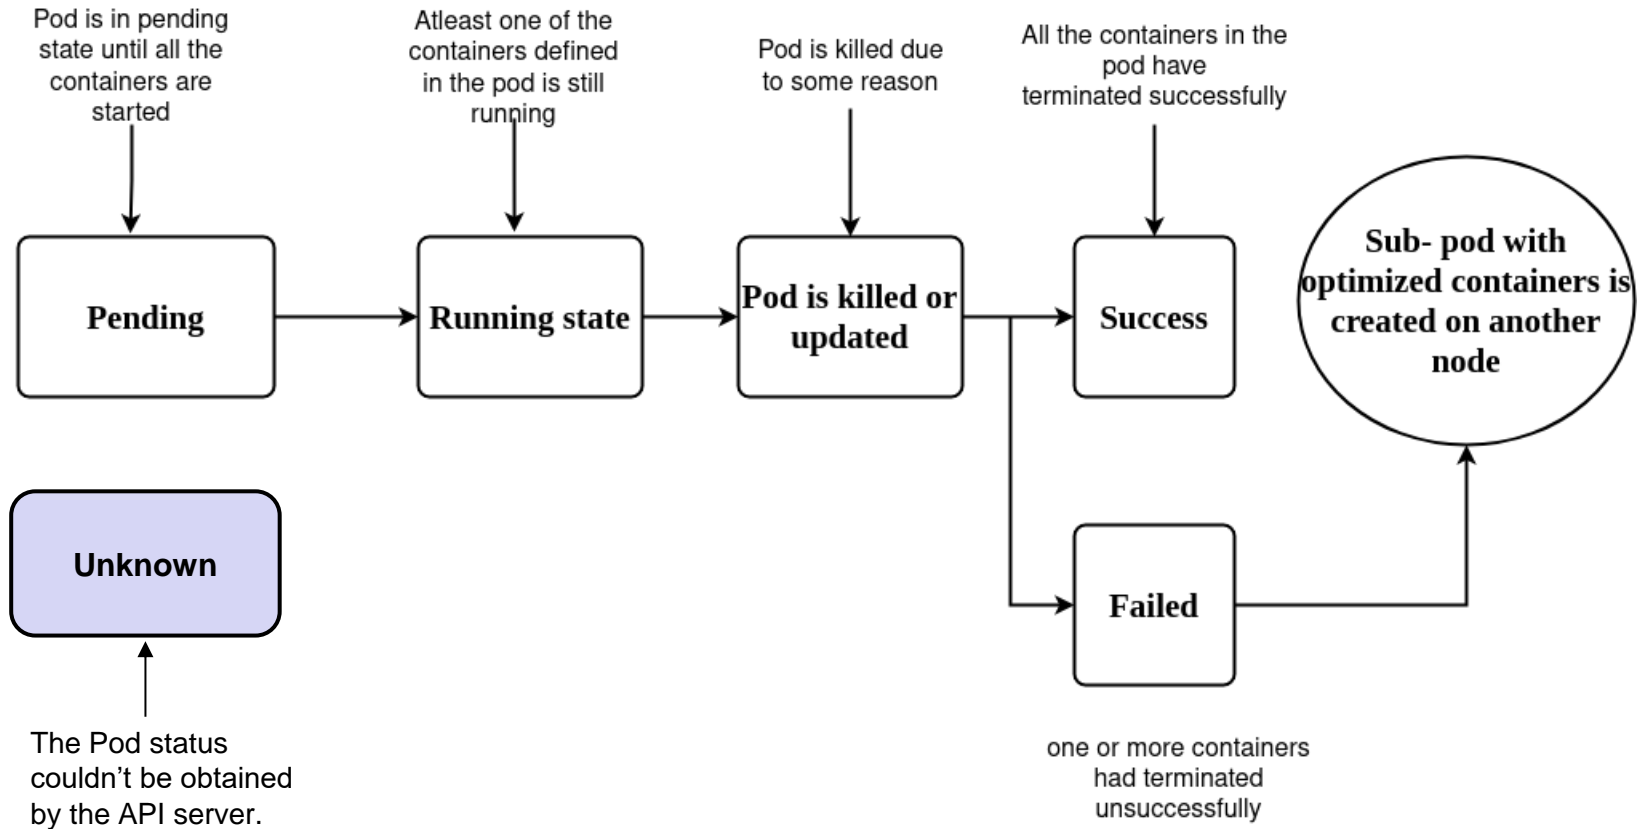 Pod is in pending
state until all the
containers are
started
Atleast one of the
containers defined
in the pod is still
running
Pod is killed due
to some reason
All the containers in the
pod have
terminated successfully
Pending
Running state
Pod is killed or
updated
Success
Sub- pod with
optimized containers is
created on another
node
Unknown
Failed
The Pod status
couldn’t be obtained
by the API server.
one or more containers
had terminated
unsuccessfully